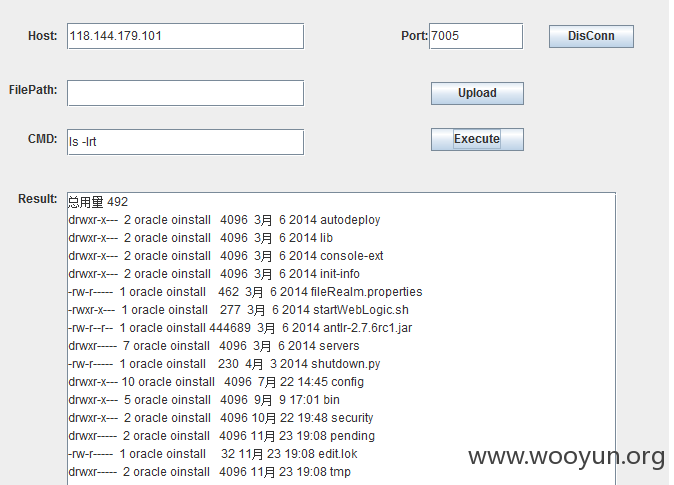 Host: 118.144.179.101 Port: 7005 DisConn
FilePath: Upload
CMD: ls -lrt Execute
Result:
总用量 492
drwxr-x--- 2 oracle oinstall 4096 3月 6 2014 autodeploy
drwxr-x--- 2 oracle oinstall 4096 3月 6 2014 lib
drwxr-x--- 2 oracle oinstall 4096 3月 6 2014 console-ext
drwxr-x--- 2 oracle oinstall 4096 3月 6 2014 init-info
-rw-r----- 1 oracle oinstall 462 3月 6 2014 fileRealm.properties
-rwxr-x--- 1 oracle oinstall 277 3月 6 2014 startWebLogic.sh
-rw-r--r-- 1 oracle oinstall 444689 3月 6 2014 antlr-2.7.6rc1.jar
drwxr----- 7 oracle oinstall 4096 3月 6 2014 servers
-rw-r----- 1 oracle oinstall 230 4月 3 2014 shutdown.py
drwxr-x--- 10 oracle oinstall 4096 7月 22 14:45 config
drwxr-x--- 5 oracle oinstall 4096 9月 9 17:01 bin
drwxr-x--- 2 oracle oinstall 4096 10月 22 19:48 security
drwxr----- 2 oracle oinstall 4096 11月 23 19:08 pending
-rw-r----- 1 oracle oinstall 32 11月 23 19:08 edit.lok
drwxr----- 2 oracle oinstall 4096 11月 23 19:08 tmp
www.wooyun.org